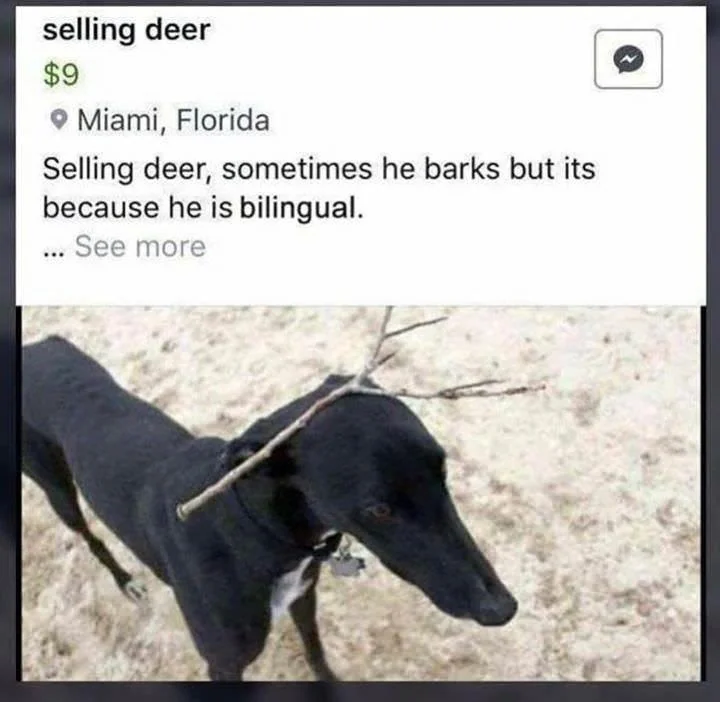 selling deer
$9
Miami, Florida
Selling deer, sometimes he barks but its
because he is bilingual.
... See more